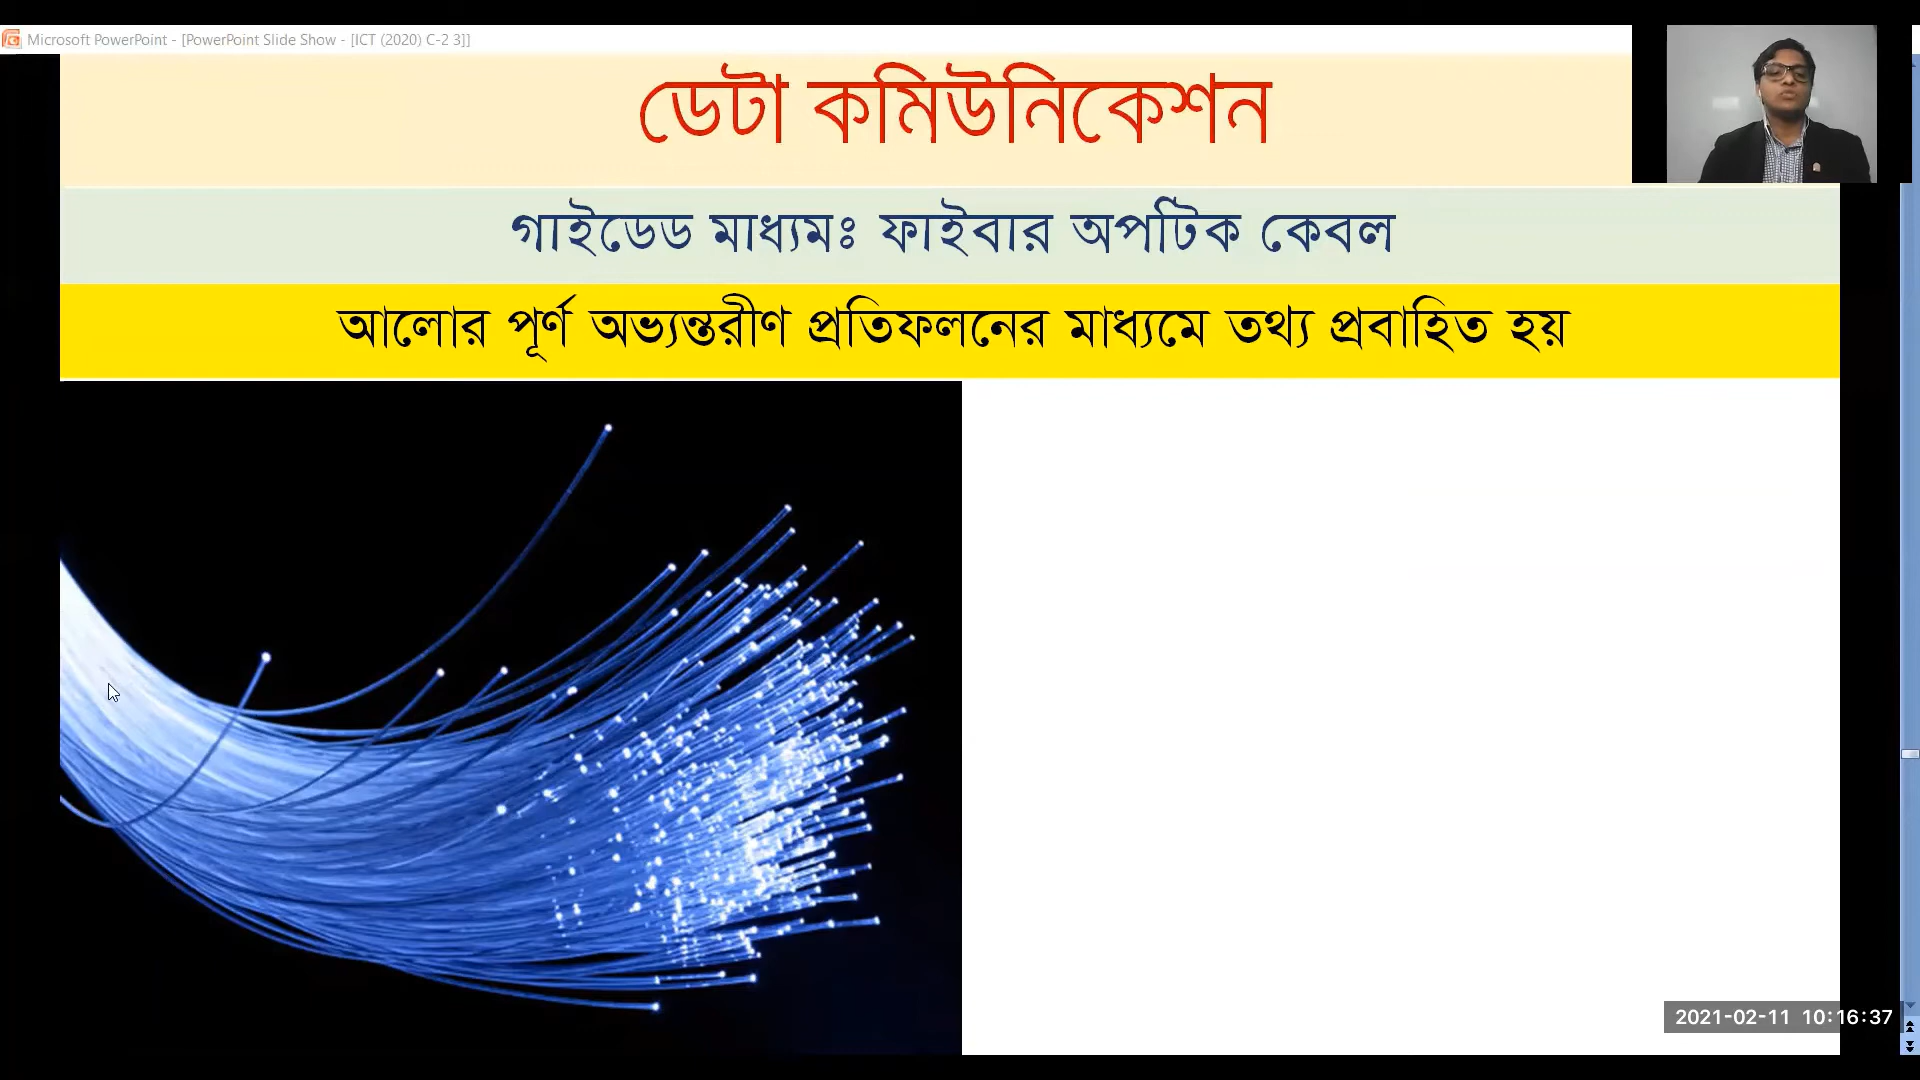 Microsoft PowerPoint - [PowerPoint Slide Show - [ICT (2020) C-2 3]]
ডেটা কমিউনিকেশন
গাইডেড মাধ্যমঃ ফাইবার অপটিক কেবল
আলোর পূর্ণ অভ্যন্তরীণ প্রতিফলনের মাধ্যমে তথ্য প্রবাহিত হয়
2021-02-11 10:16:37